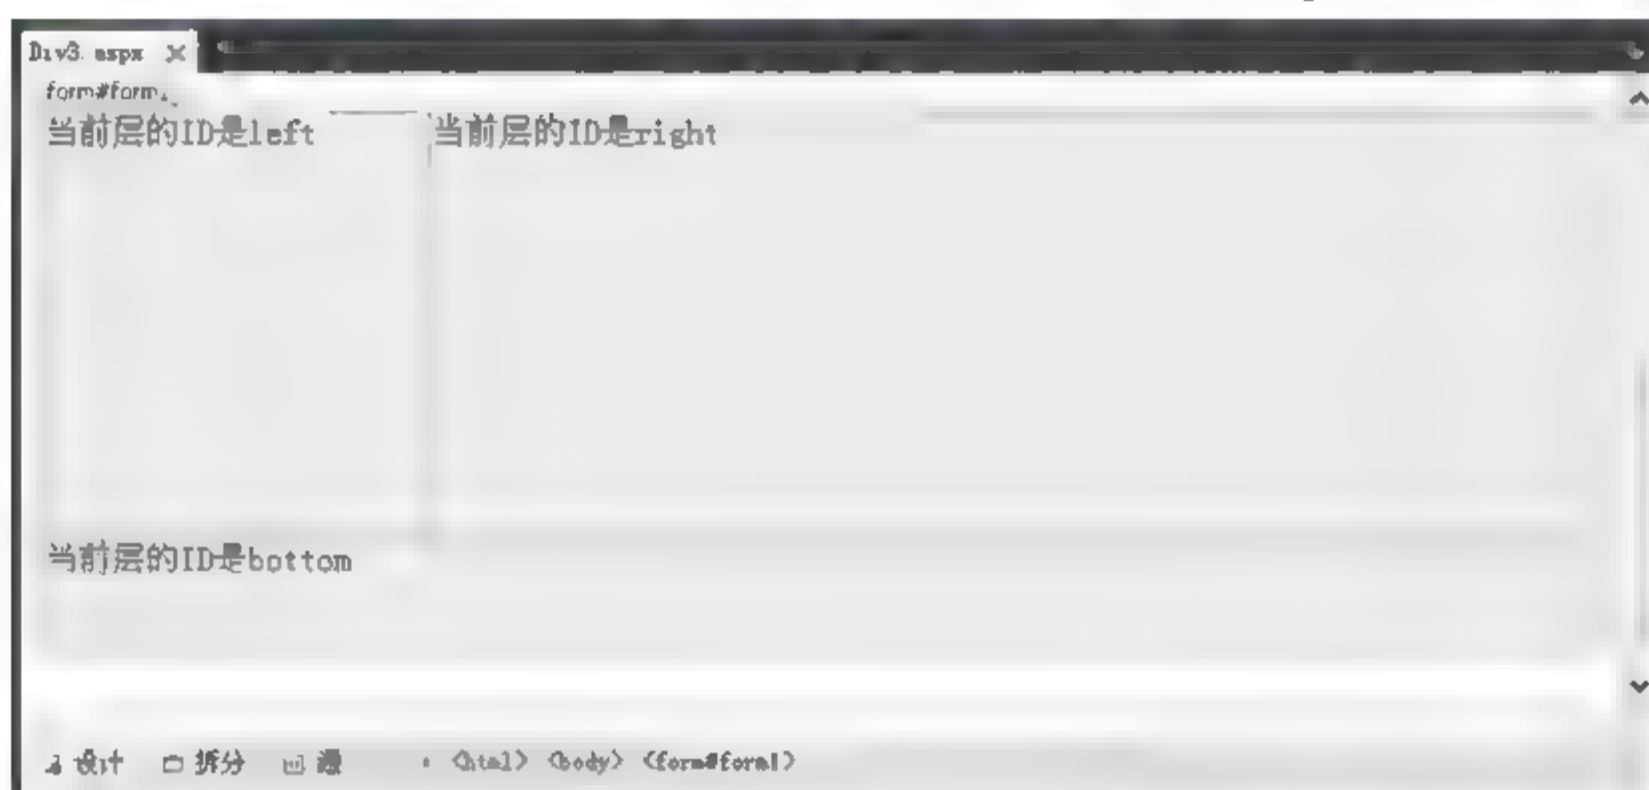 Div3.aspx ×
form#form1
当前层的ID是left 当前层的ID是right
当前层的ID是bottom
设计 拆分 源 <html> <body> <form#form1>